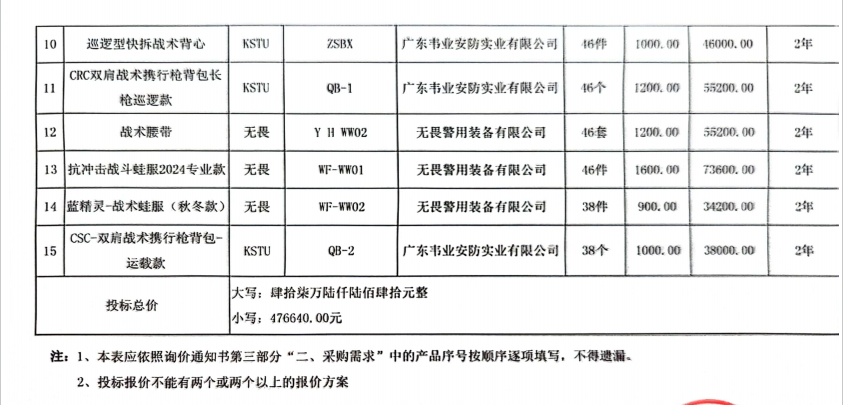 10 巡逻型快拆战术背心 KSTU ZSBX 广东韦业安防实业有限公司 46件 1000.00 46000.00 2年
11 CRC双肩战术携行枪背包长枪巡逻款 KSTU QB-1 广东韦业安防实业有限公司 46个 1200.00 55200.00 2年
12 战术腰带 无畏 Y H WW02 无畏警用装备有限公司 46套 1200.00 55200.00 2年
13 抗冲击战斗蛙服2024专业款 无畏 WF-WW01 无畏警用装备有限公司 46件 1600.00 73600.00 2年
14 蓝精灵-战术蛙服（秋冬款） 无畏 WF-WW02 无畏警用装备有限公司 38件 900.00 34200.00 2年
15 CSC-双肩战术携行枪背包-运载款 KSTU QB-2 广东韦业安防实业有限公司 38个 1000.00 38000.00 2年
投标总价
大写：肆拾柒万陆仟陆佰肆拾元整
小写：476640.00元
注：1、本表应依照询价通知书第三部分“二、采购需求”中的产品序号按顺序逐项填写，不得遗漏。
2、投标报价不能有两个或两个以上的报价方案